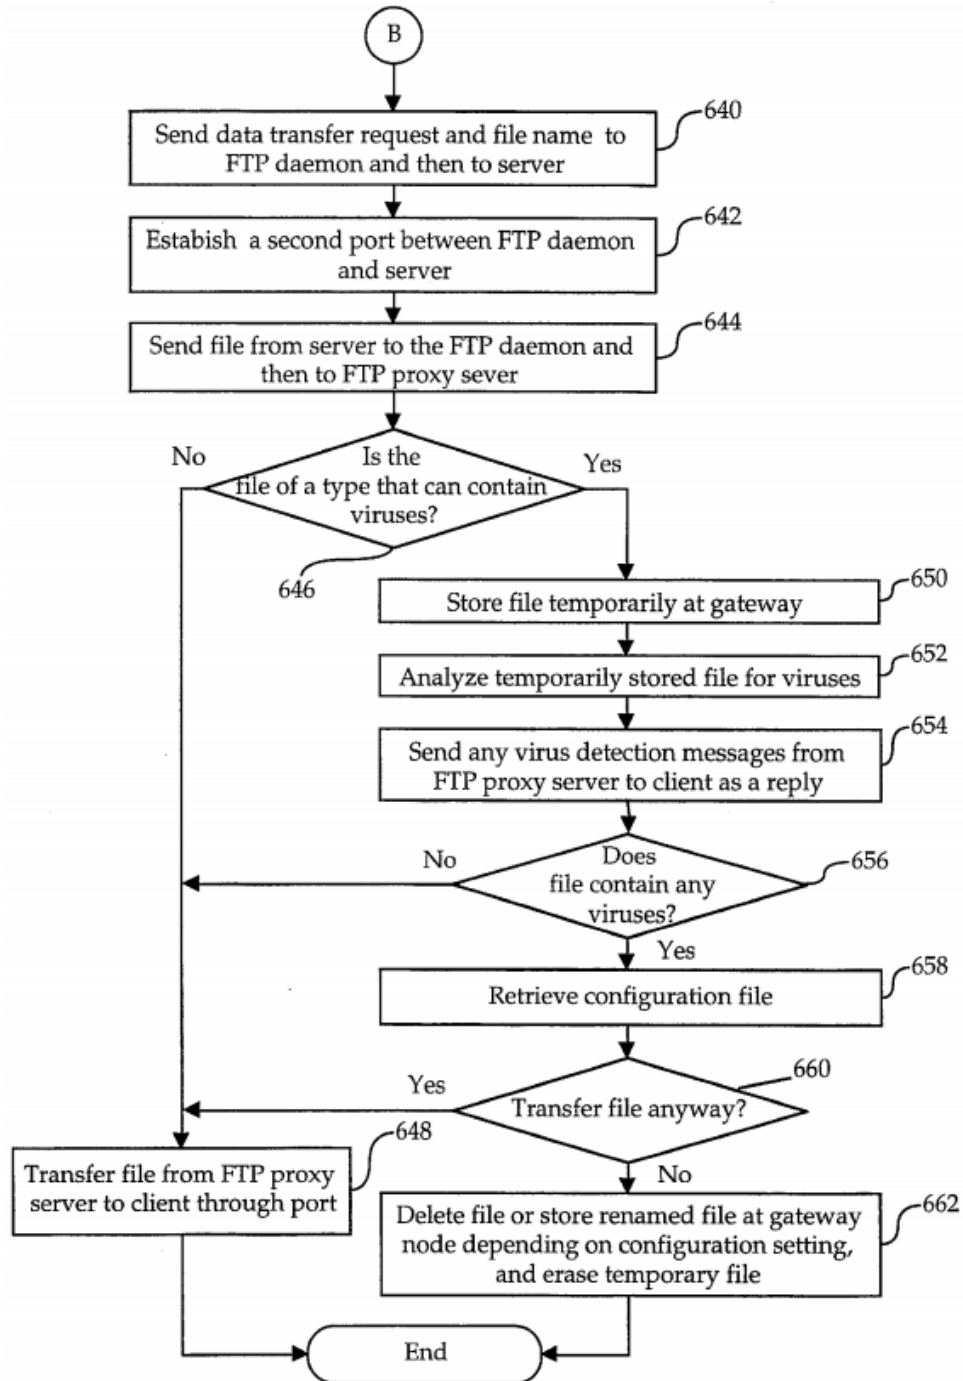 B
640
Send data transfer request and file name to
FTP daemon and then to server
642
Estabish a second port between FTP daemon
and server
644
Send file from server to the FTP daemon and
then to FTP proxy sever
No
Is the
file of a type that can contain
viruses?
Yes
646
650
Store file temporarily at gateway
652
Analyze temporarily stored file for viruses
654
Send any virus detection messages from
FTP proxy server to client as a reply
No
Does
file contain any
viruses?
656
Yes
658
Retrieve configuration file
660
Yes
Transfer file anyway?
648
No
Transfer file from FTP proxy
server to client through port
662
Delete file or store renamed file at gateway
node depending on configuration setting,
and erase temporary file
End